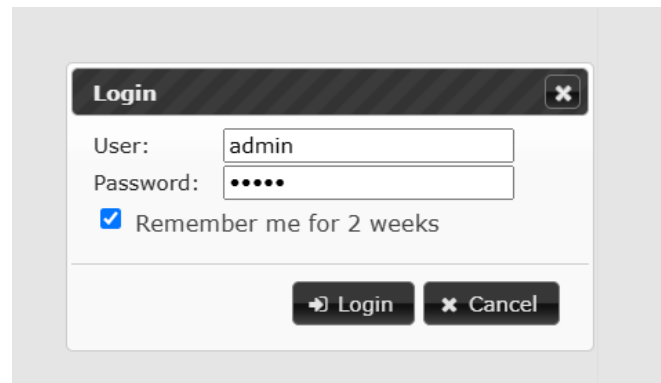 Login
User: admin
Password: •••••
Remember me for 2 weeks
Login Cancel